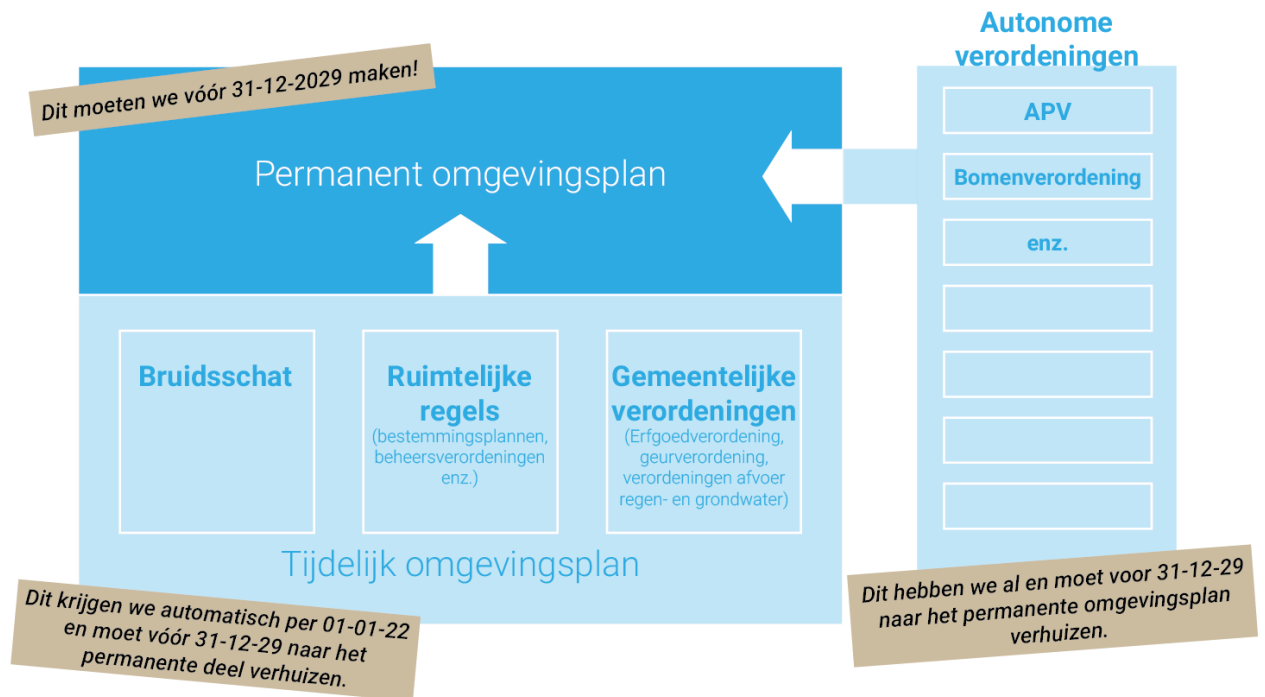 Dit moeten we vóór 31-12-2029 maken!
Permanent omgevingsplan
Autonome
verordeningen
APV
Bomenverordening
enz.
Bruidsschat
Ruimtelijke
regels
(bestemmingsplannen,
beheersverordeningen
enz.)
Gemeentelijke
verordeningen
(Erfgoedverordening,
geurverordening,
verordeningen afvoer
regen- en grondwater)
Tijdelijk omgevingsplan
Dit krijgen we automatisch per 01-01-22
en moet vóór 31-12-29 naar het
permanente deel verhuizen.
Dit hebben we al en moet voor 31-12-29
naar het permanente omgevingsplan
verhuizen.